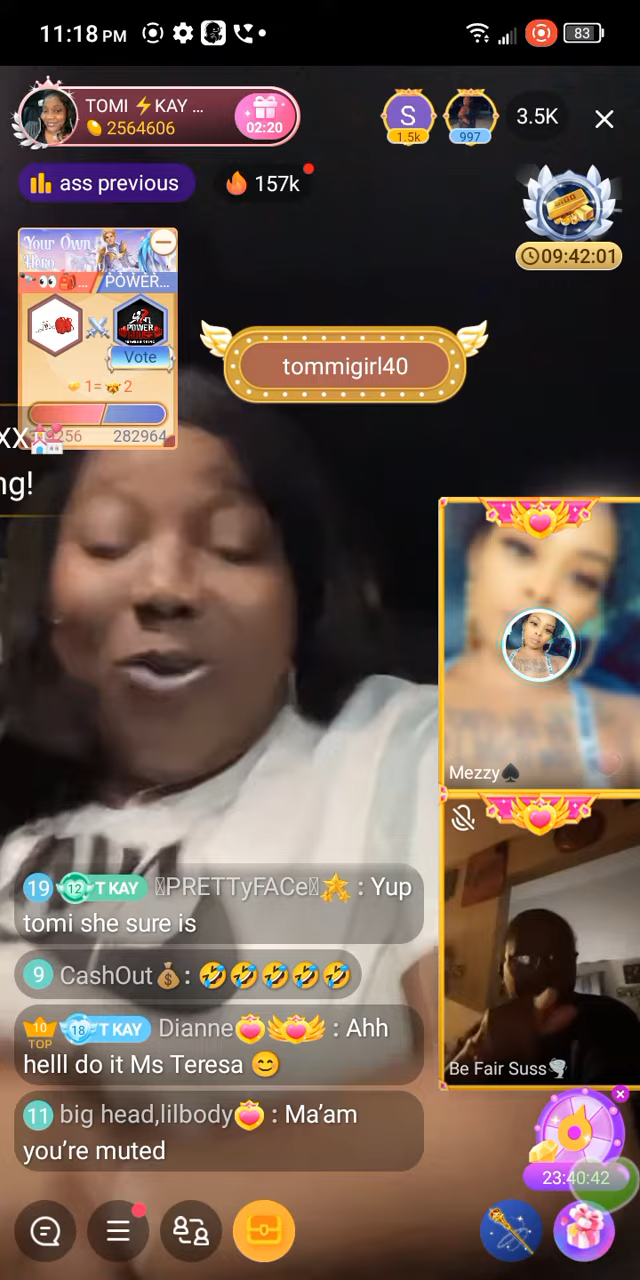 11:18 PM
83
TOMI ⚡KAY ...
2564606
02:20
S
1.5k
997
3.5K
ass previous
157k
09:42:01
Your Own
Hero
👀🎒...
POWER...
POWER
Vote
1= 2
256
282964
tommigirl40
XX
ng!
Mezzy♠
19 12 T KAY PRETTyFACe🌟 : Yup
tomi she sure is
9 CashOut💰: 🤣🤣🤣🤣🤣
10 TOP 18 T KAY Dianne : Ahh
helll do it Ms Teresa 😊
Be Fair Suss🌪
11 big head,lilbody : Ma’am
you’re muted
23:40:42